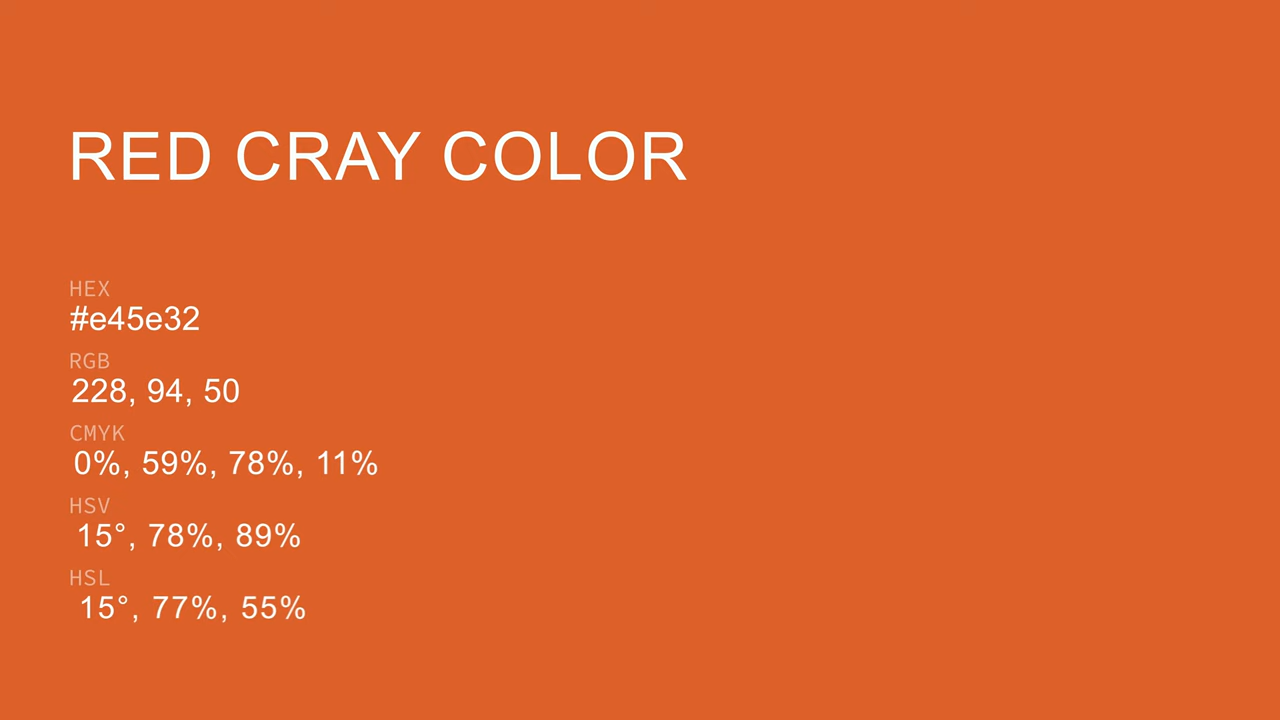 RED CRAY COLOR
HEX
#e45e32
RGB
228, 94, 50
CMYK
0%, 59%, 78%, 11%
HSV
15°, 78%, 89%
HSL
15°, 77%, 55%